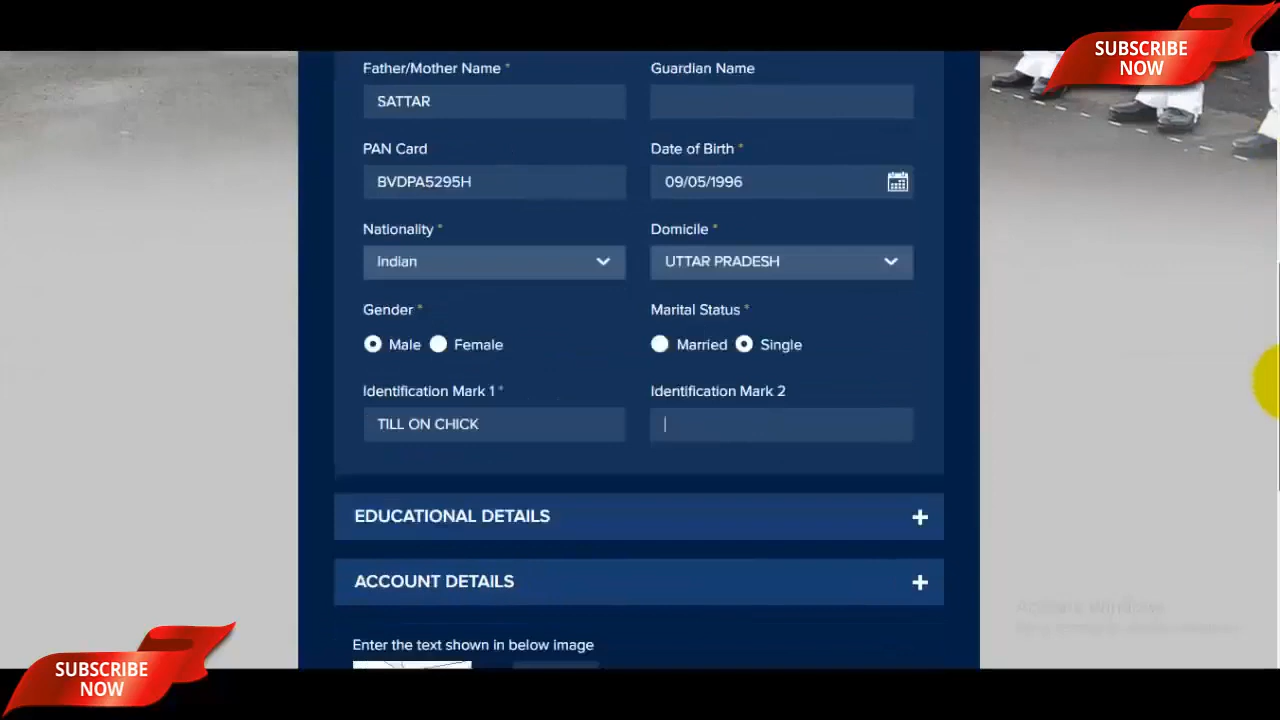 SUBSCRIBE
NOW
Father/Mother Name *
Guardian Name
SATTAR
PAN Card
Date of Birth *
BVDPA5295H
09/05/1996
Nationality *
Domicile *
Indian
UTTAR PRADESH
Gender *
Marital Status *
Male
Female
Married
Single
Identification Mark 1 *
Identification Mark 2
TILL ON CHICK
EDUCATIONAL DETAILS
+
ACCOUNT DETAILS
+
Activate Windows
Enter the text shown in below image
SUBSCRIBE
NOW